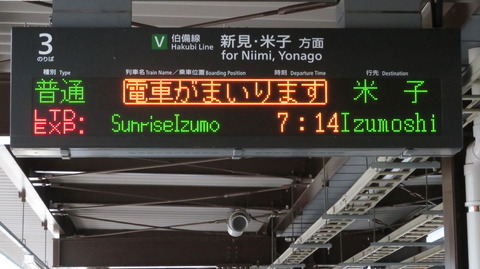 3
のりば
V 伯備線 Hakubi Line
新見・米子 方面
for Niimi, Yonago
種別 Type 列車名 Train Name / 乗車位置 Boarding Position 時刻 Departure Time 行先 Destination
普通 電車がまいります 米子
LTD. EXP. SunriseIzumo 7:14 Izumoshi